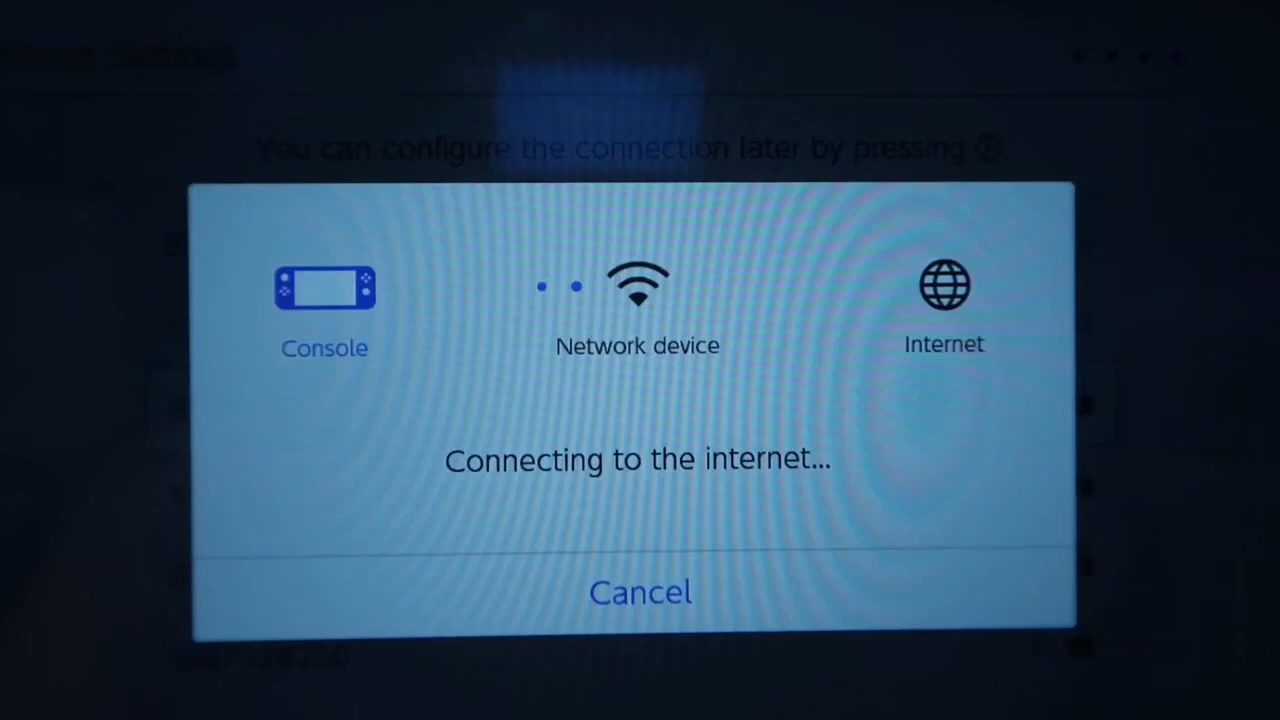 You can configure the connection later by pressing
Console
Network device
Internet
Connecting to the internet...
Cancel